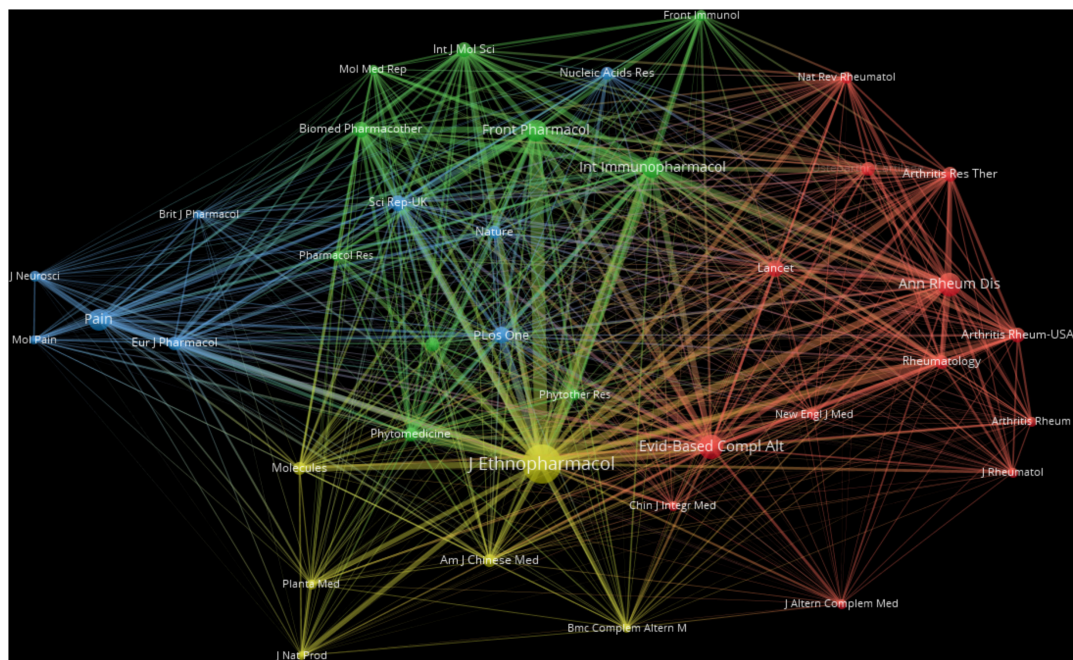 Front Immunol
Int J Mol Sci
Mol Med Rep
Nucleic Acids Res
Nat Rev Rheumatol
Biomed Pharmacother
Front Pharmacol
Int Immunopharmacol
Arthritis Res Ther
Sci Rep-UK
Brit J Pharmacol
Nature
Pharmacol Res
Lancet
J Neurosci
Ann Rheum Dis
Pain
Mol Pain
Eur J Pharmacol
PLos One
Arthritis Rheum-USA
Rheumatology
Phytother Res
New Engl J Med
Arthritis Rheum
Phytomedicine
Evid-Based Compl Alt
J Ethnopharmacol
Molecules
J Rheumatol
Chin J Integr Med
Am J Chinese Med
Planta Med
J Altern Complem Med
Bmc Complem Altern M
J Nat Prod